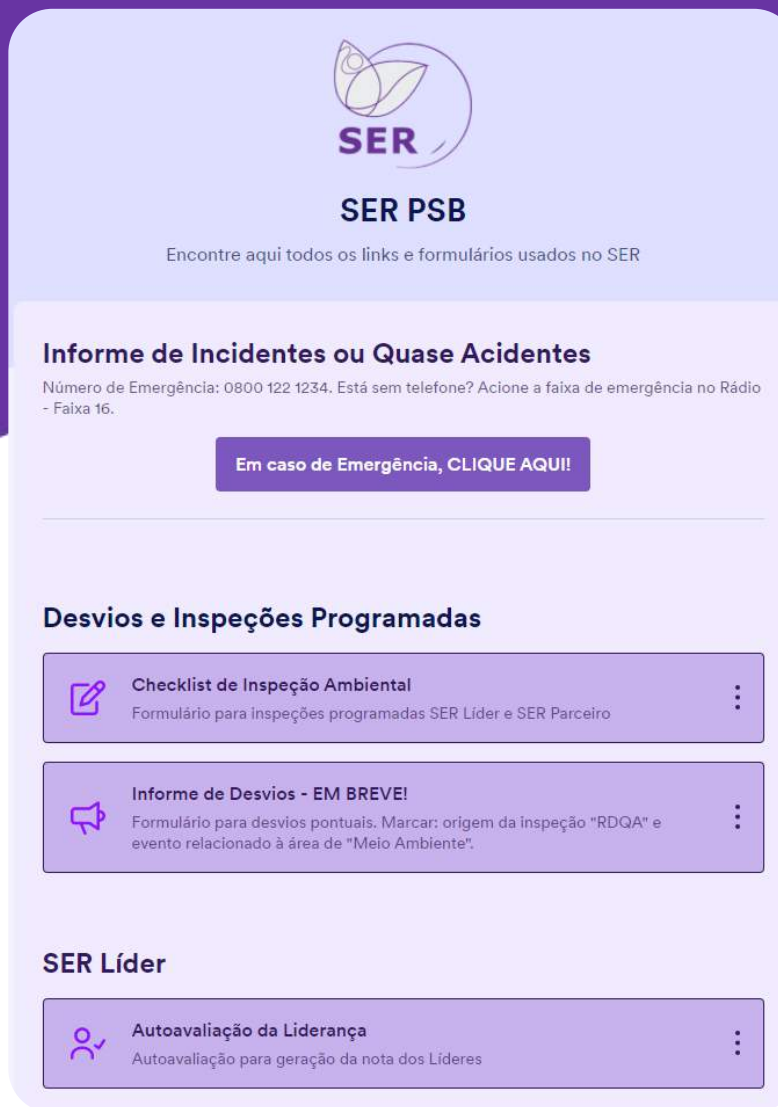 SER
SER PSB
Encontre aqui todos os links e formulários usados no SER
Informe de Incidentes ou Quase Acidentes
Número de Emergência: 0800 122 1234. Está sem telefone? Acione a faixa de emergência no Rádio
- Faixa 16.
Em caso de Emergência, CLIQUE AQUI!
Desvios e Inspeções Programadas
Checklist de Inspeção Ambiental
Formulário para inspeções programadas SER Líder e SER Parceiro
Informe de Desvios - EM BREVE!
Formulário para desvios pontuais. Marcar: origem da inspeção "RDQA" e
evento relacionado à área de "Meio Ambiente".
SER Líder
Autoavaliação da Liderança
Autoavaliação para geração da nota dos Líderes